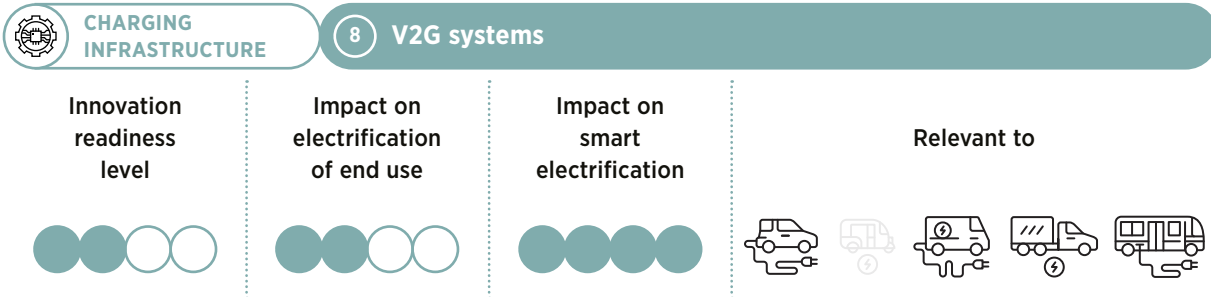 CHARGING
INFRASTRUCTURE
8 V2G systems
Innovation
readiness
level
Impact on
electrification
of end use
Impact on
smart
electrification
Relevant to